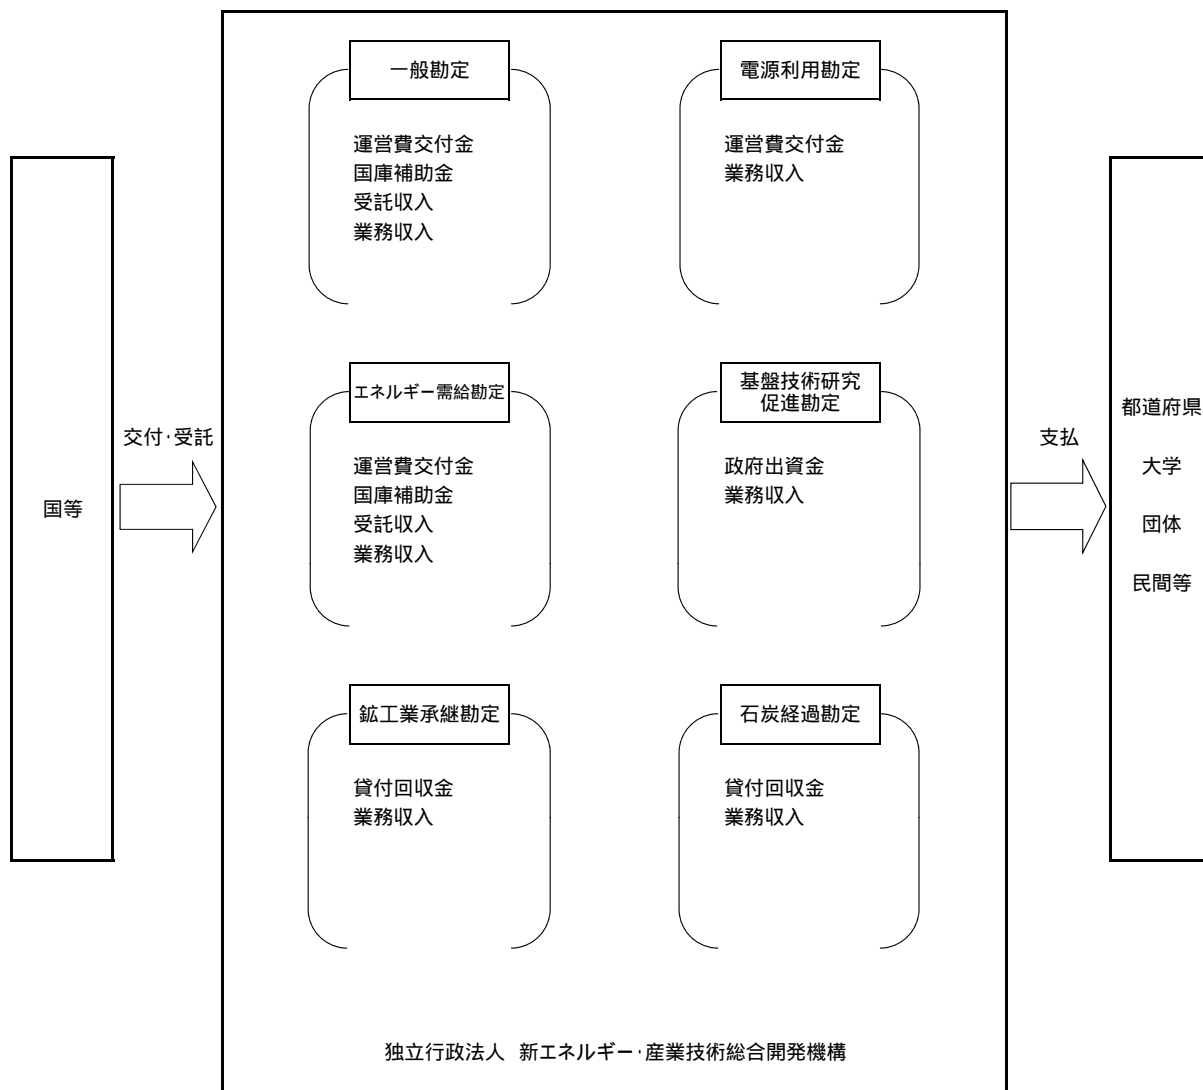 国等
交付・受託
一般勘定
運営費交付金
国庫補助金
受託収入
業務収入
電源利用勘定
運営費交付金
業務収入
エネルギー需給勘定
運営費交付金
国庫補助金
受託収入
業務収入
基盤技術研究
促進勘定
政府出資金
業務収入
鉱工業承継勘定
貸付回収金
業務収入
石炭経過勘定
貸付回収金
業務収入
独立行政法人 新エネルギー・産業技術総合開発機構
支払
都道府県
大学
団体
民間等